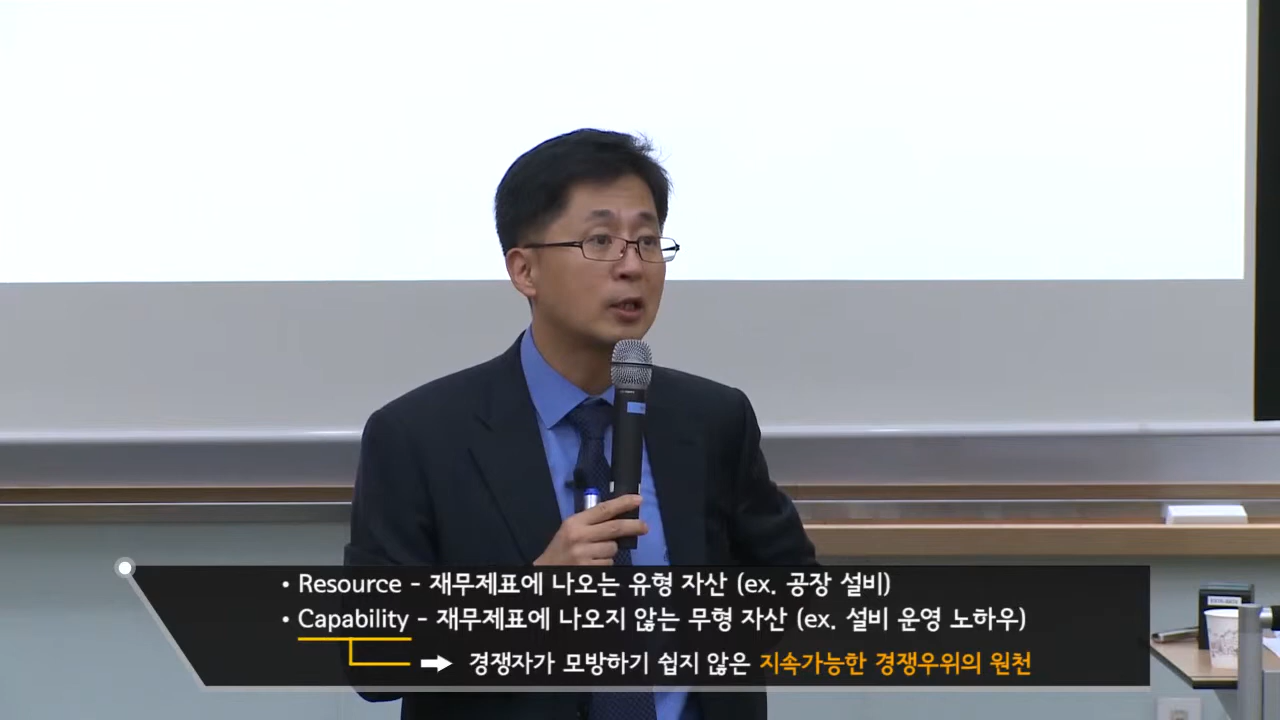 • Resource – 재무제표에 나오는 유형 자산 (ex. 공장 설비)
• Capability – 재무제표에 나오지 않는 무형 자산 (ex. 설비 운영 노하우)
➡ 경쟁자가 모방하기 쉽지 않은 지속가능한 경쟁우위의 원천